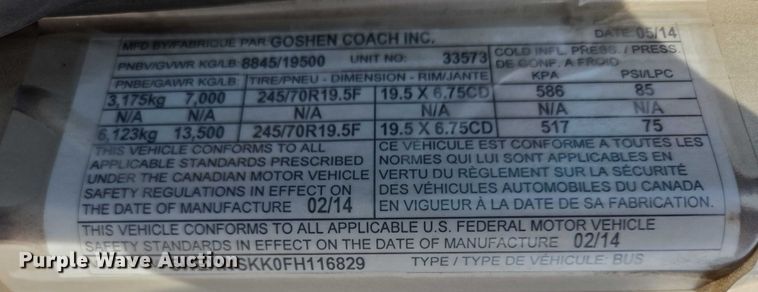 MFD BY/FABRIQUE PAR GOSHEN COACH INC. DATE 05/14
PNBV/GVWR KG/LB 8845/19500 UNIT NO: 33573 COLD INFL. PRESS. / PRESS
DE GONF. A FROID
PNBE/GAWR KG/LB TIRE/PNEU - DIMENSION - RIM/JANTE KPA PSI/LPC
3,175kg 7,000 245/70R19.5F 19.5 X 6.75CD 586 85
N/A N/A N/A N/A N/A N/A
6,123kg 13,500 245/70R19.5F 19.5 X 6.75CD 517 75
THIS VEHICLE CONFORMS TO ALL
APPLICABLE STANDARDS PRESCRIBED
UNDER THE CANADIAN MOTOR VEHICLE
SAFETY REGULATIONS IN EFFECT ON
THE DATE OF MANUFACTURE 02/14
CE VÉHICULE EST CONFORME A TOUTES LES
NORMES QUI LUI SONT APPLICABLES EN
VERTU DU RÈGLEMENT SUR LA SÉCURITÉ
DES VÉHICULES AUTOMOBILES DU CANADA
EN VIGUEUR À LA DATE DE SA FABRICATION.
THIS VEHICLE CONFORMS TO ALL APPLICABLE U.S. FEDERAL MOTOR VEHICLE
SAFETY STANDARDS IN EFFECT ON THE DATE OF MANUFACTURE 02/14
SKK0FH116829 TYPE / TYPE DE VÉHICULE: BUS
Purple Wave Auction